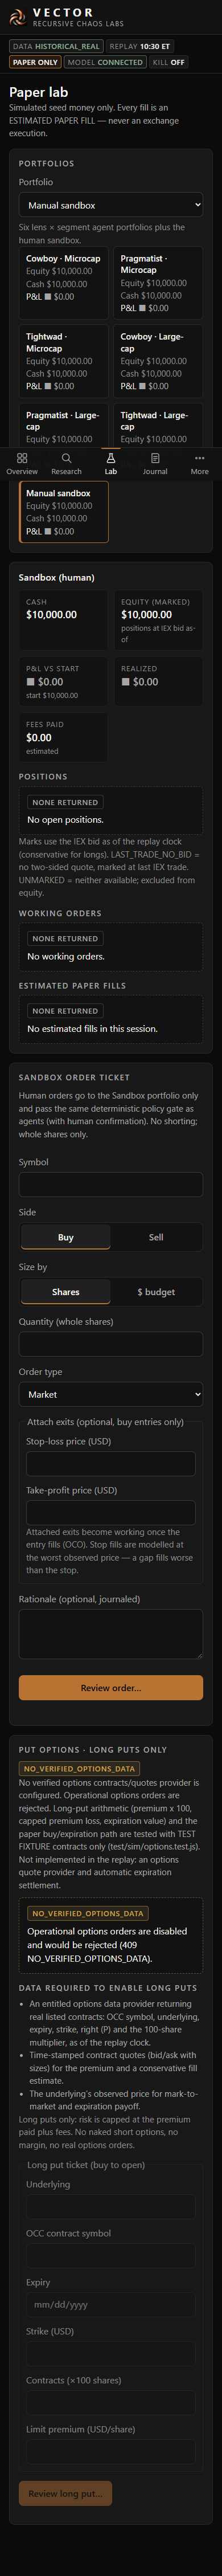 VECTOR
RECURSIVE CHAOS LABS
DATA HISTORICAL_REAL
REPLAY 10:30 ET
PAPER ONLY
MODEL CONNECTED
KILL OFF
Paper lab
Simulated seed money only. Every fill is an
ESTIMATED PAPER FILL — never an exchange
execution.
PORTFOLIOS
Portfolio
Manual sandbox
Six lens × segment agent portfolios plus the
human sandbox.
Cowboy · Microcap
Equity $10,000.00
Cash $10,000.00
P&L ■ $0.00
Pragmatist ·
Microcap
Equity $10,000.00
Cash $10,000.00
P&L ■ $0.00
Tightwad ·
Microcap
Equity $10,000.00
Cash $10,000.00
P&L ■ $0.00
Cowboy · Large-
cap
Equity $10,000.00
Cash $10,000.00
P&L ■ $0.00
Pragmatist · Large-
cap
Equity $10,000.00
Tightwad · Large-
cap
Equity $10,000.00
Overview
Research
Lab
Journal
More
Manual sandbox
Equity $10,000.00
Cash $10,000.00
P&L ■ $0.00
Sandbox (human)
CASH
$10,000.00
EQUITY (MARKED)
$10,000.00
positions at IEX bid as-
of
P&L VS START
■ $0.00
start $10,000.00
REALIZED
■ $0.00
FEES PAID
$0.00
estimated
POSITIONS
NONE RETURNED
No open positions.
Marks use the IEX bid as of the replay clock
(conservative for longs). LAST_TRADE_NO_BID =
no two-sided quote, marked at last IEX trade.
UNMARKED = neither available; excluded from
equity.
WORKING ORDERS
NONE RETURNED
No working orders.
ESTIMATED PAPER FILLS
NONE RETURNED
No estimated fills in this session.
SANDBOX ORDER TICKET
Human orders go to the Sandbox portfolio only
and pass the same deterministic policy gate as
agents (with human confirmation). No shorting;
whole shares only.
Symbol
Side
Buy
Sell
Size by
Shares
$ budget
Quantity (whole shares)
Order type
Market
Attach exits (optional, buy entries only)
Stop-loss price (USD)
Take-profit price (USD)
Attached exits become working once the
entry fills (OCO). Stop fills are modelled at
the worst observed price — a gap fills worse
than the stop.
Rationale (optional, journaled)
Review order…
PUT OPTIONS · LONG PUTS ONLY
NO_VERIFIED_OPTIONS_DATA
No verified options contracts/quotes provider is
configured. Operational options orders are
rejected. Long-put arithmetic (premium x 100,
capped premium loss, expiration value) and the
paper buy/expiration path are tested with TEST
FIXTURE contracts only (test/sim/options.test.js).
Not implemented in the replay: an options
quote provider and automatic expiration
settlement.
NO_VERIFIED_OPTIONS_DATA
Operational options orders are disabled
and would be rejected (409
NO_VERIFIED_OPTIONS_DATA).
DATA REQUIRED TO ENABLE LONG PUTS
• An entitled options data provider returning
real listed contracts: OCC symbol, underlying,
expiry, strike, right (P) and the 100-share
multiplier, as of the replay clock.
• Time-stamped contract quotes (bid/ask with
sizes) for the premium and a conservative fill
estimate.
• The underlying's observed price for mark-to-
market and expiration payoff.
Long puts only: risk is capped at the premium
paid plus fees. No naked short options, no
margin, no real options orders.
Long put ticket (buy to open)
Underlying
OCC contract symbol
Expiry
mm/dd/yyyy
Strike (USD)
Contracts (×100 shares)
Limit premium (USD/share)
Review long put…